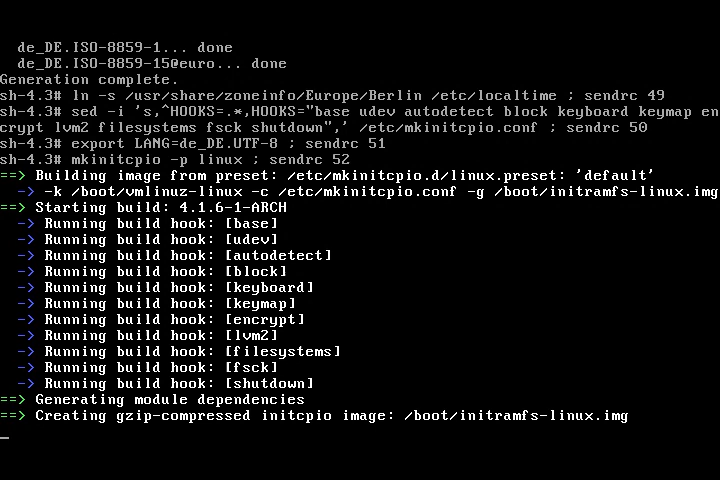 de_DE.ISO-8859-1... done
de_DE.ISO-8859-15@euro... done
Generation complete.
sh-4.3# ln -s /usr/share/zoneinfo/Europe/Berlin /etc/localtime ; sendrc 49
sh-4.3# sed -i 's,^HOOKS=.*,HOOKS="base udev autodetect block keyboard keymap en
crypt lvm2 filesystems fsck shutdown",' /etc/mkinitcpio.conf ; sendrc 50
sh-4.3# export LANG=de_DE.UTF-8 ; sendrc 51
sh-4.3# mkinitcpio -p linux ; sendrc 52
==> Building image from preset: /etc/mkinitcpio.d/linux.preset: 'default'
-> -k /boot/vmlinuz-linux -c /etc/mkinitcpio.conf -g /boot/initramfs-linux.img
==> Starting build: 4.1.6-1-ARCH
-> Running build hook: [base]
-> Running build hook: [udev]
-> Running build hook: [autodetect]
-> Running build hook: [block]
-> Running build hook: [keyboard]
-> Running build hook: [keymap]
-> Running build hook: [encrypt]
-> Running build hook: [lvm2]
-> Running build hook: [filesystems]
-> Running build hook: [fsck]
-> Running build hook: [shutdown]
==> Generating module dependencies
==> Creating gzip-compressed initcpio image: /boot/initramfs-linux.img
_